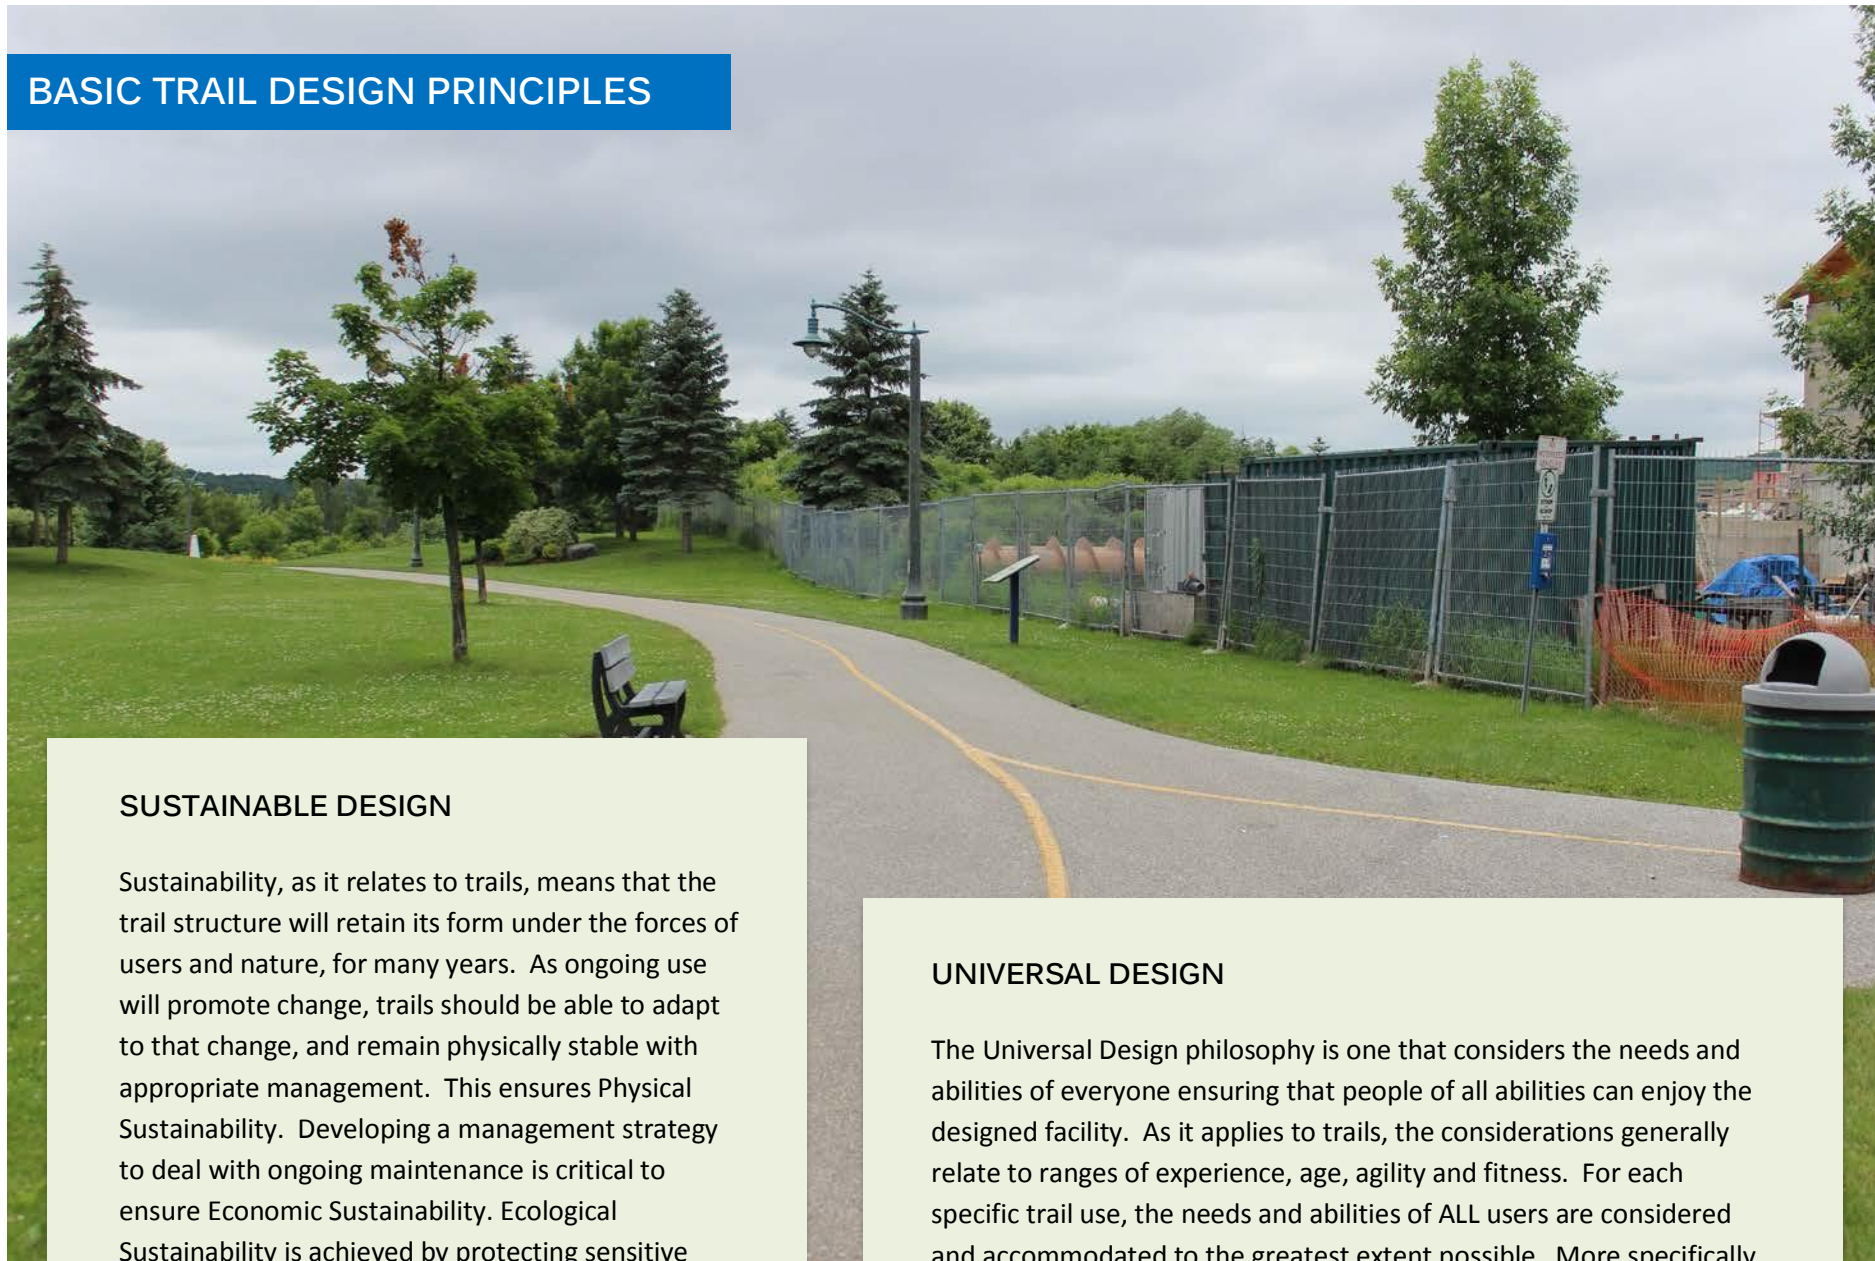 BASIC TRAIL DESIGN PRINCIPLES
SUSTAINABLE DESIGN
Sustainability, as it relates to trails, means that the
trail structure will retain its form under the forces of
users and nature, for many years.  As ongoing use
will promote change, trails should be able to adapt
to that change, and remain physically stable with
appropriate management.  This ensures Physical
Sustainability.  Developing a management strategy
to deal with ongoing maintenance is critical to
ensure Economic Sustainability. Ecological
Sustainability is achieved by protecting sensitive
UNIVERSAL DESIGN
The Universal Design philosophy is one that considers the needs and
abilities of everyone ensuring that people of all abilities can enjoy the
designed facility.  As it applies to trails, the considerations generally
relate to ranges of experience, age, agility and fitness.  For each
specific trail use, the needs and abilities of ALL users are considered
and accommodated to the greatest extent possible.  More specifically